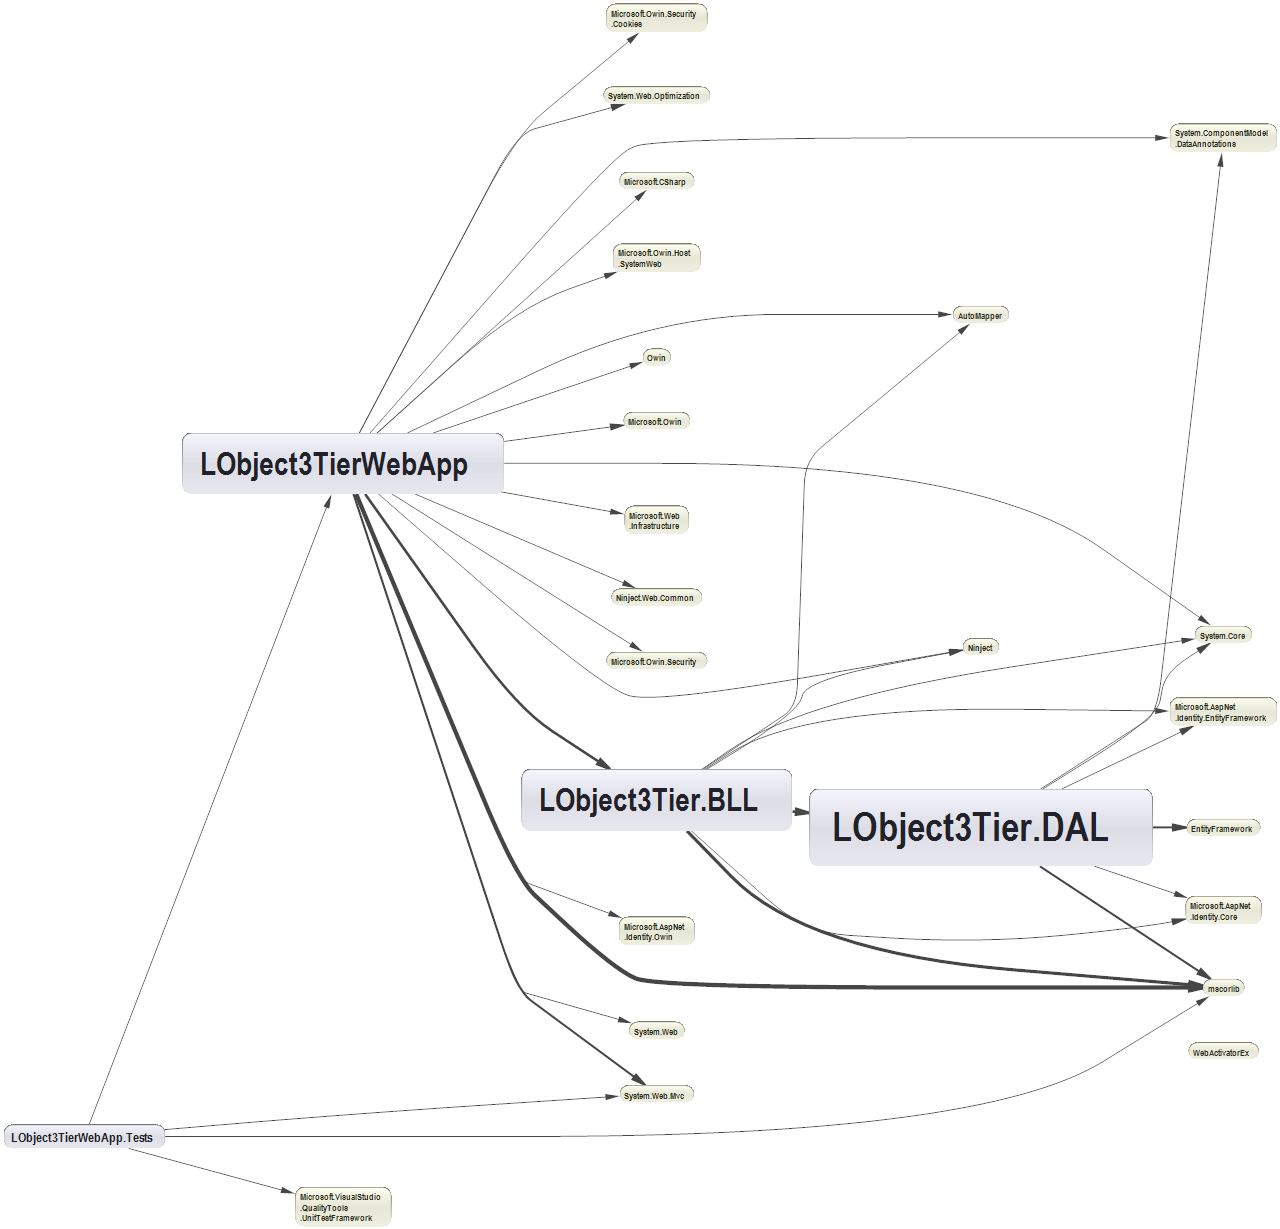 Microsoft.Owin.Security
.Cookies
System.Web.Optimization
System.ComponentModel
.DataAnnotations
Microsoft.CSharp
Microsoft.Owin.Host
.SystemWeb
AutoMapper
Owin
Microsoft.Owin
LObject3TierWebApp
Microsoft.Web
.Infrastructure
Ninject.Web.Common
System.Core
Ninject
Microsoft.Owin.Security
Microsoft.AspNet
.Identity.EntityFramework
LObject3Tier.BLL
LObject3Tier.DAL
EntityFramework
Microsoft.AspNet
.Identity.Core
Microsoft.AspNet
.Identity.Owin
mscorlib
System.Web
WebActivatorEx
System.Web.Mvc
LObject3TierWebApp.Tests
Microsoft.VisualStudio
.QualityTools
.UnitTestFramework